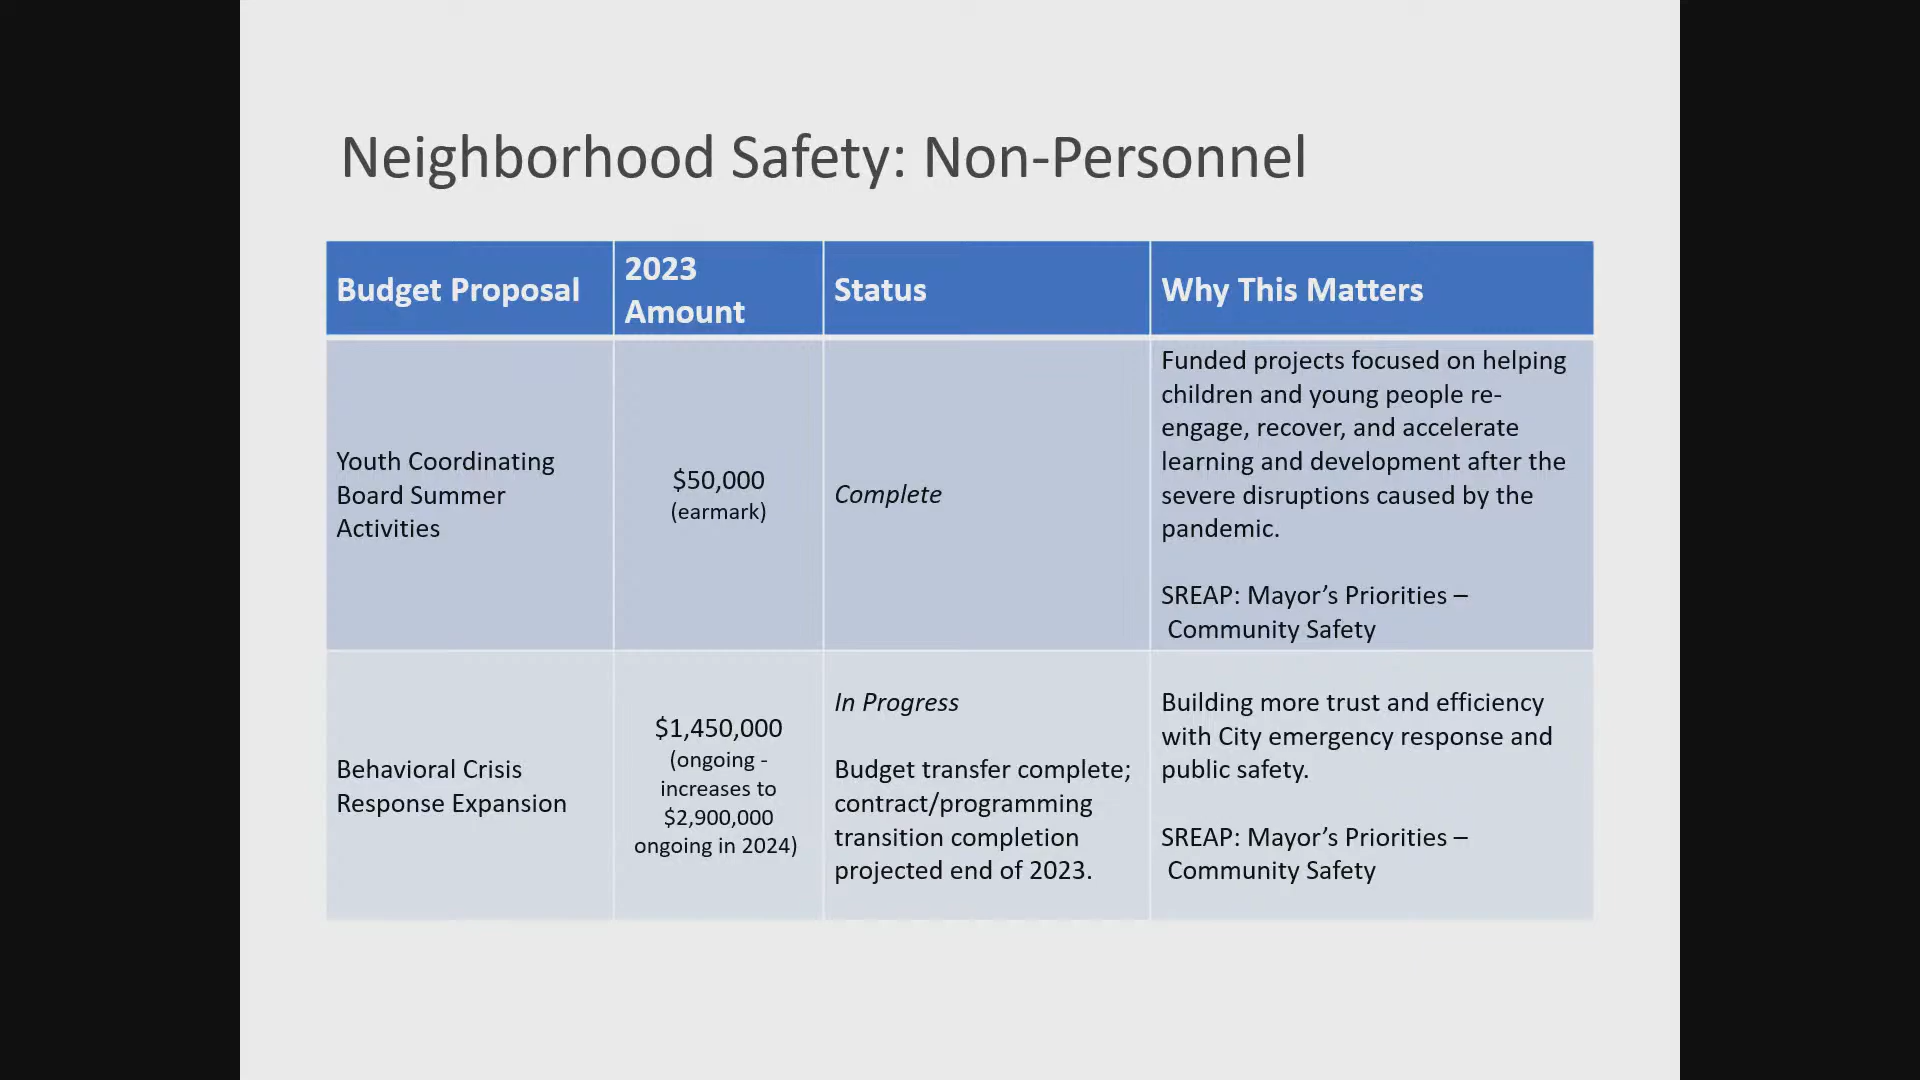 Neighborhood Safety: Non-Personnel
Budget Proposal
2023
Amount
Status
Why This Matters
Youth Coordinating
Board Summer
Activities
$50,000
(earmark)
Complete
Funded projects focused on helping
children and young people re-
engage, recover, and accelerate
learning and development after the
severe disruptions caused by the
pandemic.
SREAP: Mayor’s Priorities –
Community Safety
Behavioral Crisis
Response Expansion
$1,450,000
(ongoing -
increases to
$2,900,000
ongoing in 2024)
In Progress
Budget transfer complete;
contract/programming
transition completion
projected end of 2023.
Building more trust and efficiency
with City emergency response and
public safety.
SREAP: Mayor’s Priorities –
Community Safety